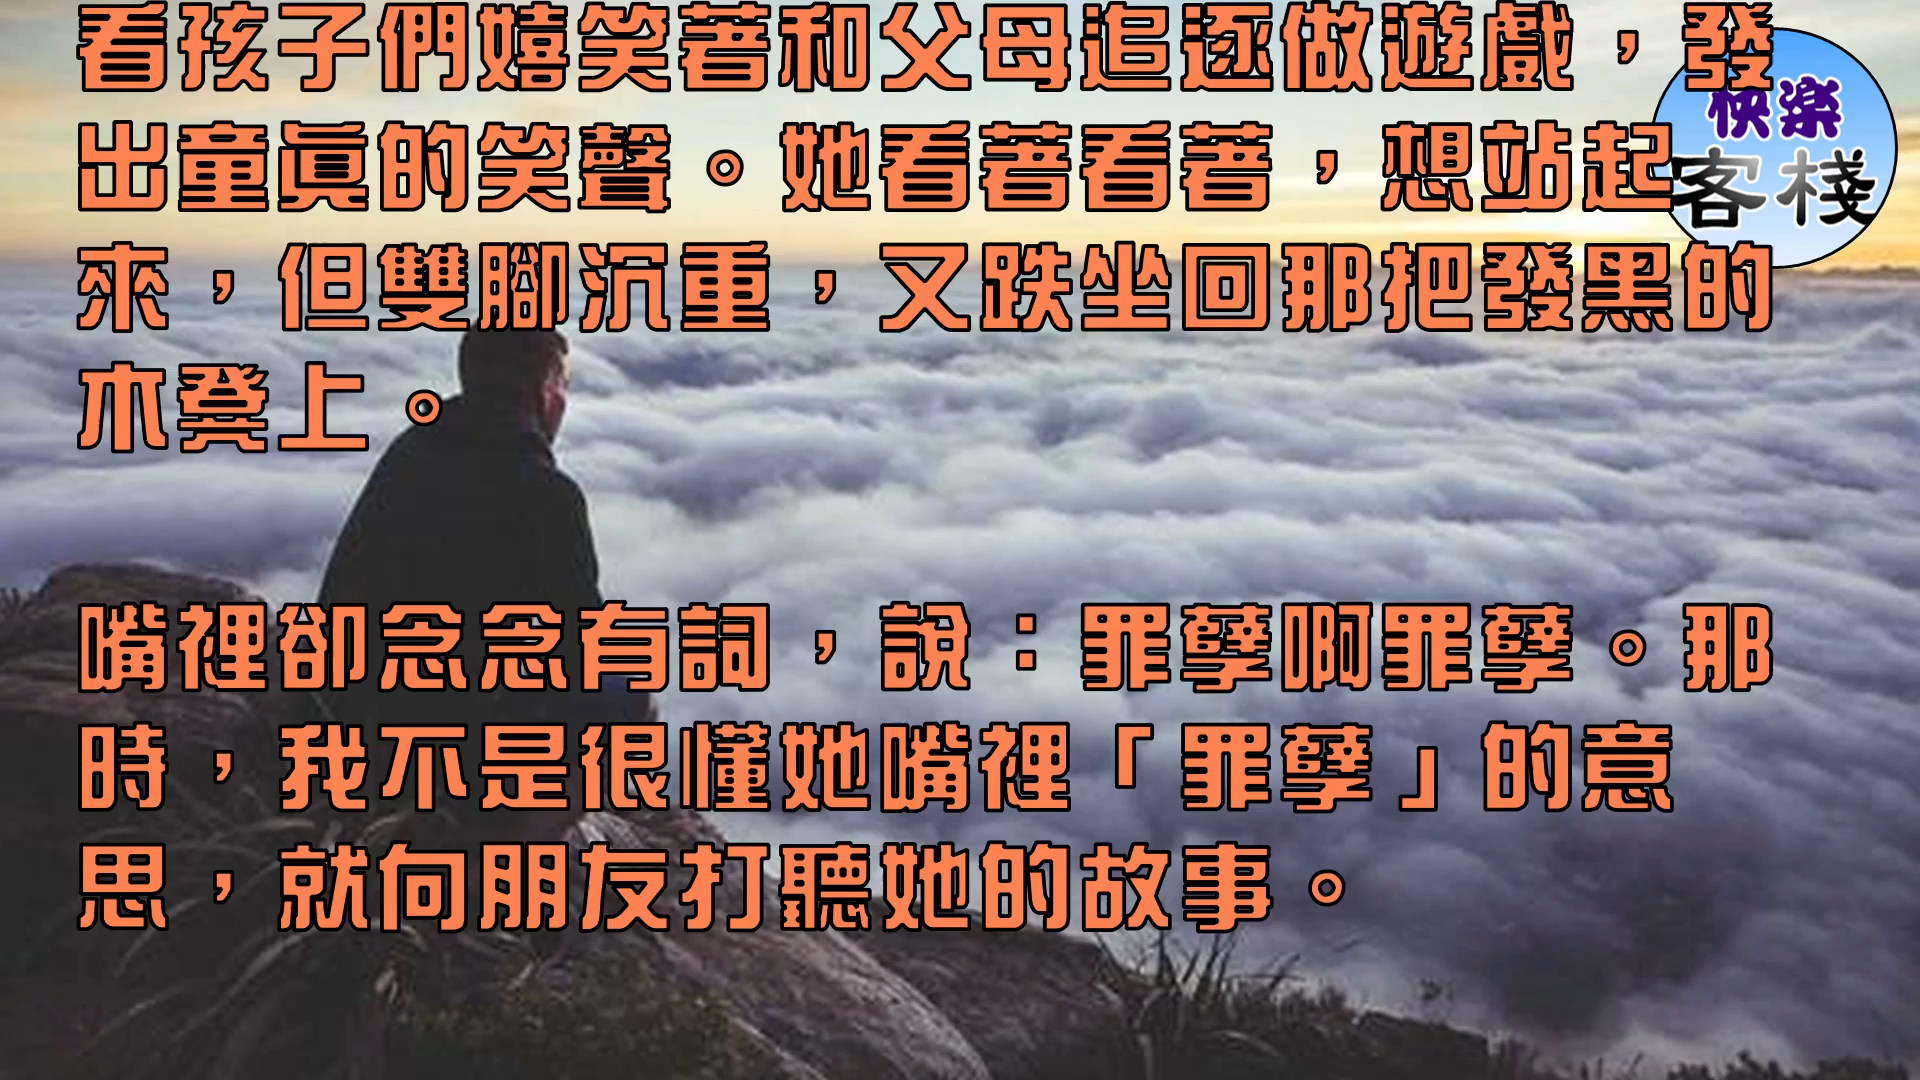 看孩子們嬉笑著和父母追逐做遊戲，發
出童真的笑聲。她看著看著，想站起
來，但雙腳沉重，又跌坐回那把發黑的
木凳上。
嘴裡卻念念有詞，說：罪孽啊罪孽。那
時，我不是很懂她嘴裡「罪孽」的意
思，就向朋友打聽她的故事。
快樂
客棧